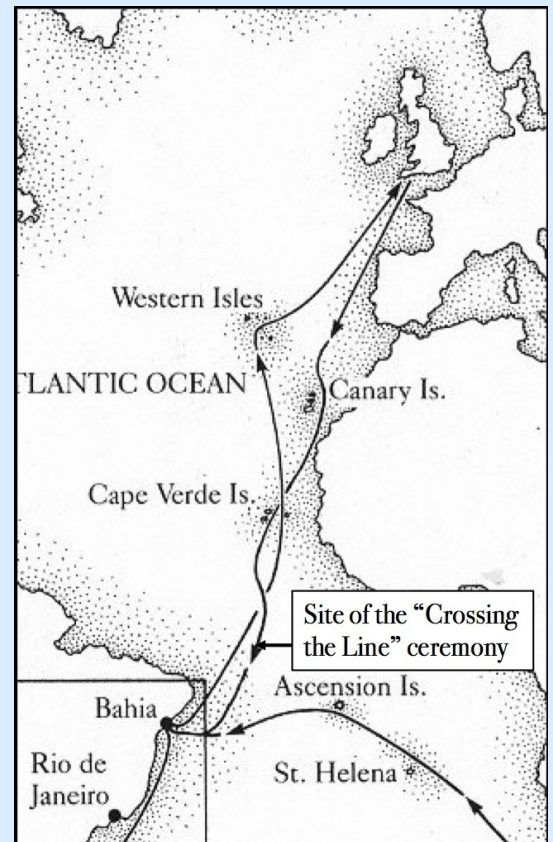 Western Isles
TLANTIC OCEAN
Canary Is.
Cape Verde Is.
Site of the “Crossing
the Line” ceremony
Ascension Is.
Bahia
St. Helena
Rio de
Janeiro